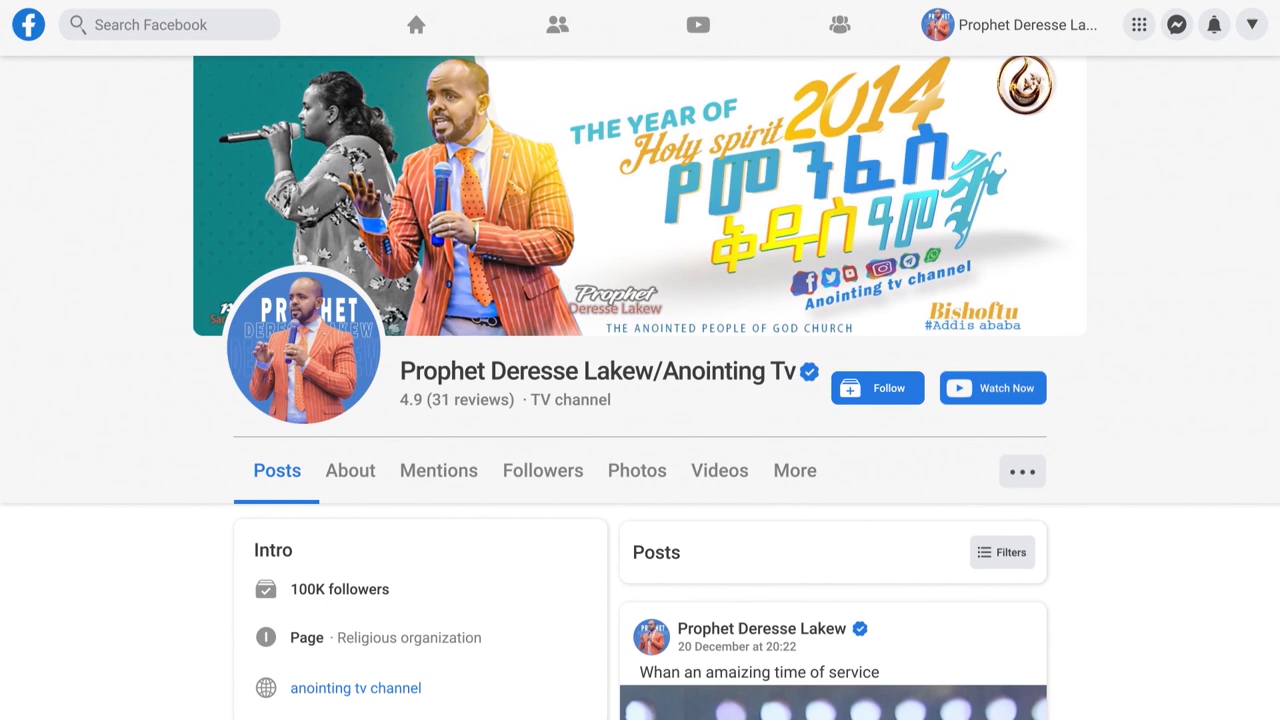 Search Facebook
Prophet Deresse La...
THE YEAR OF
Holy spirit
2014
የመንፈስ
ቅዱስ ዓመት
Anointing tv channel
Prophet
Deresse Lakew
THE ANOINTED PEOPLE OF GOD CHURCH
Bishoftu
#Addis ababa
PROPHET
DERESSE LAKEW
Prophet Deresse Lakew/Anointing Tv
4.9 (31 reviews) · TV channel
Follow
Watch Now
Posts
About
Mentions
Followers
Photos
Videos
More
Intro
100K followers
Page · Religious organization
anointing tv channel
Posts
Filters
Prophet Deresse Lakew
20 December at 20:22
Whan an amaizing time of service